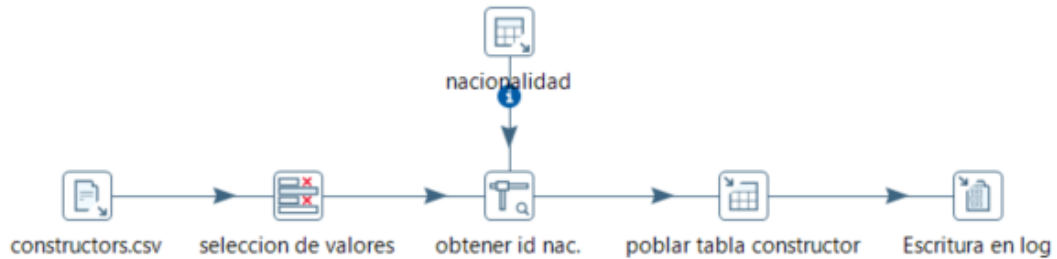 nacionalidad
constructors.csv
seleccion de valores
obtener id nac.
poblar tabla constructor
Escritura en log